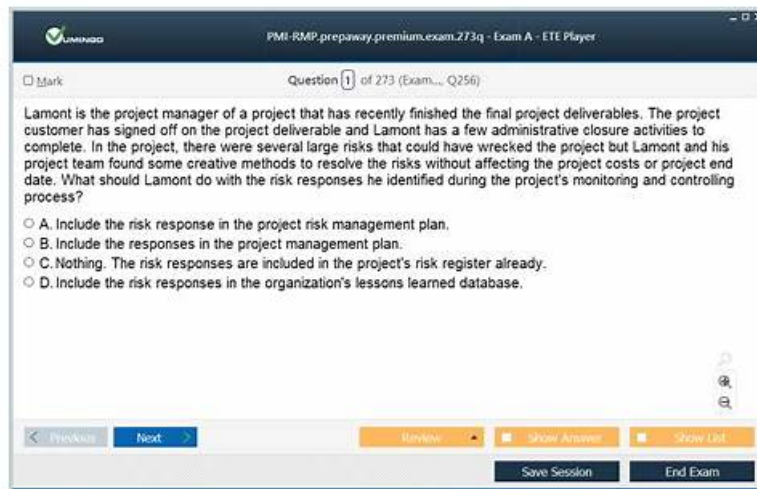 VUMINGO
PMI-RMP.prepaway.premium.exam.273q - Exam A - ETE Player
Mark
Question 1 of 273 (Exam..., Q256)
Lamont is the project manager of a project that has recently finished the final project deliverables. The project
customer has signed off on the project deliverable and Lamont has a few administrative closure activities to
complete. In the project, there were several large risks that could have wrecked the project but Lamont and his
project team found some creative methods to resolve the risks without affecting the project costs or project end
date. What should Lamont do with the risk responses he identified during the project's monitoring and controlling
process?
A. Include the risk response in the project risk management plan.
B. Include the responses in the project management plan.
C. Nothing. The risk responses are included in the project's risk register already.
D. Include the risk responses in the organization's lessons learned database.
Previous Next Review Show Answer Show List
Save Session End Exam